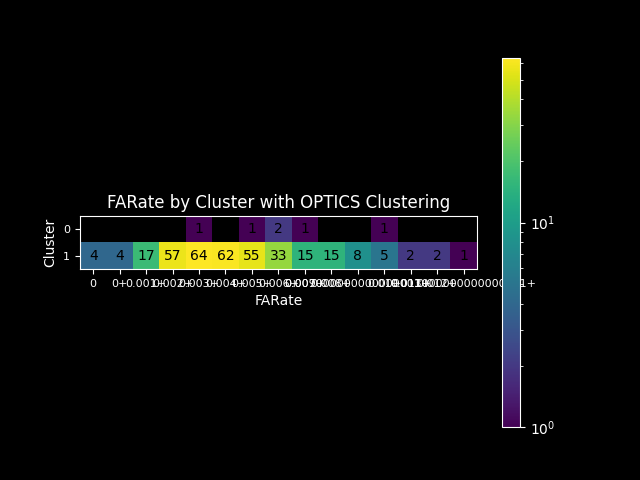 FARate by Cluster with OPTICS Clustering
Cluster
0 1 1 2 1 1
1 4 4 17 57 64 62 55 33 15 15 8 5 2 2 1
0 0+
FARate
10^1
10^0